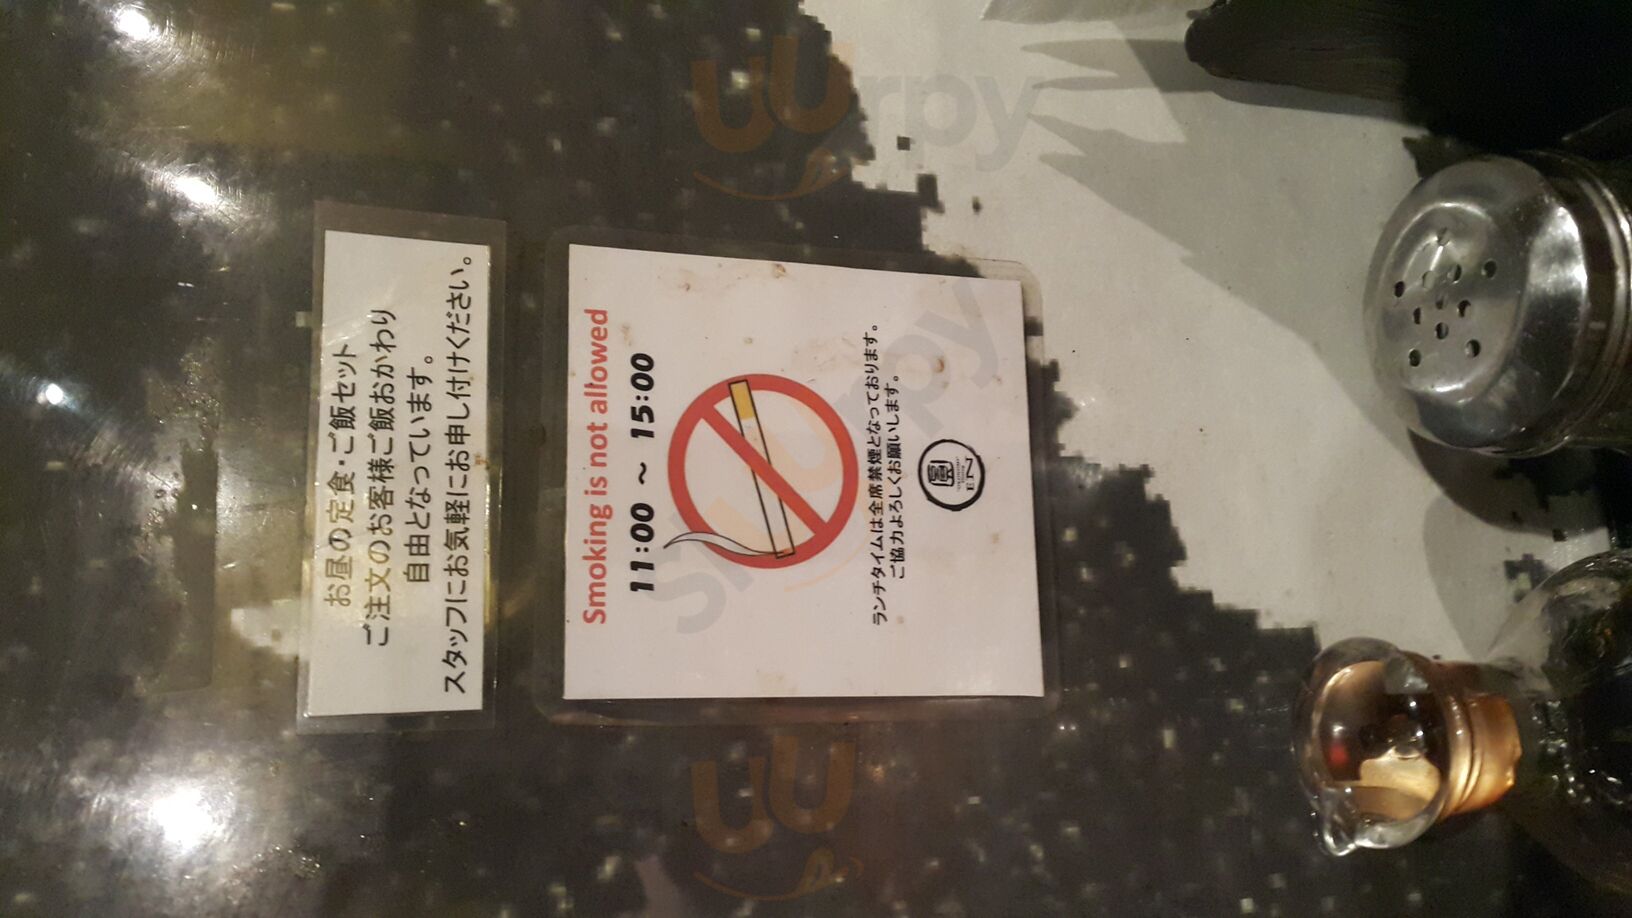 お昼の定食・ご飯セット
ご注文のお客様ご飯おかわり
自由となっています。
スタッフにお気軽にお申し付けください。
Smoking is not allowed
11:00 ～ 15:00
ランチタイムは全席禁煙となっております。
ご協力よろしくお願いします。
EN